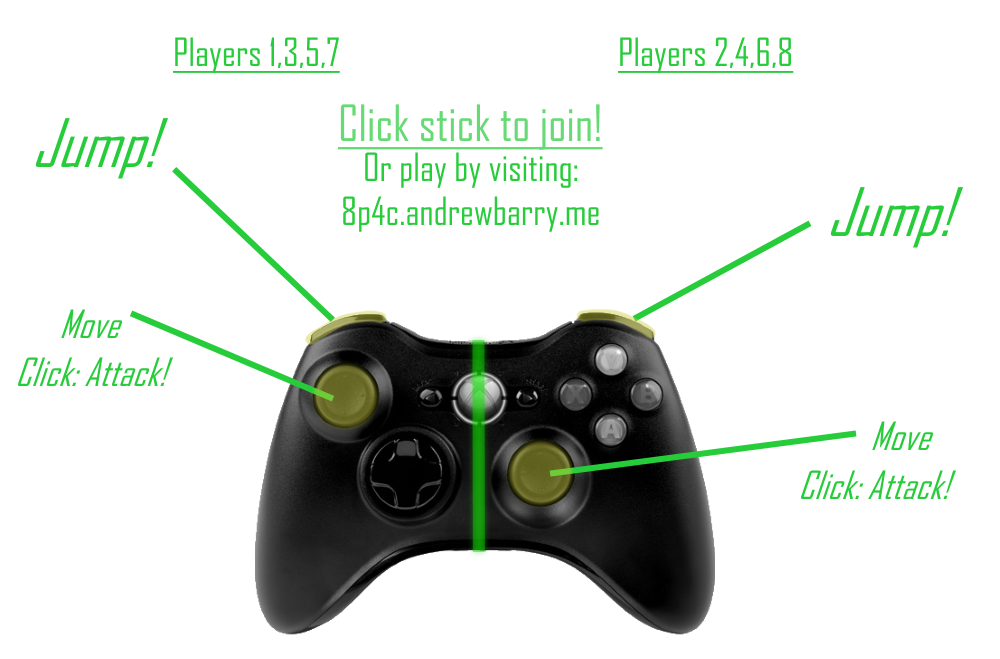 Players 1,3,5,7
Players 2,4,6,8
Click stick to join!
Or play by visiting:
8p4c.andrewbarry.me
Jump!
Jump!
Move
Click: Attack!
Move
Click: Attack!
X
Y
B
A